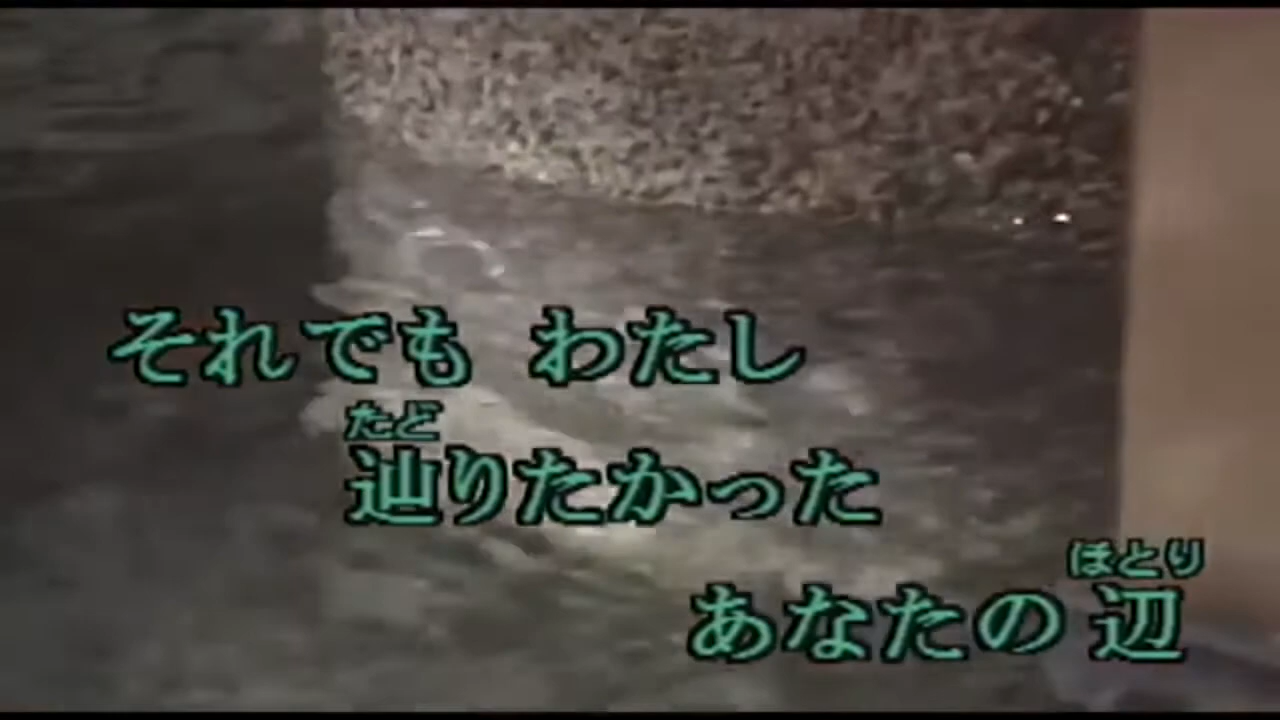 それでも わたし
たど
辿りたかった
ほとり
あなたの 辺